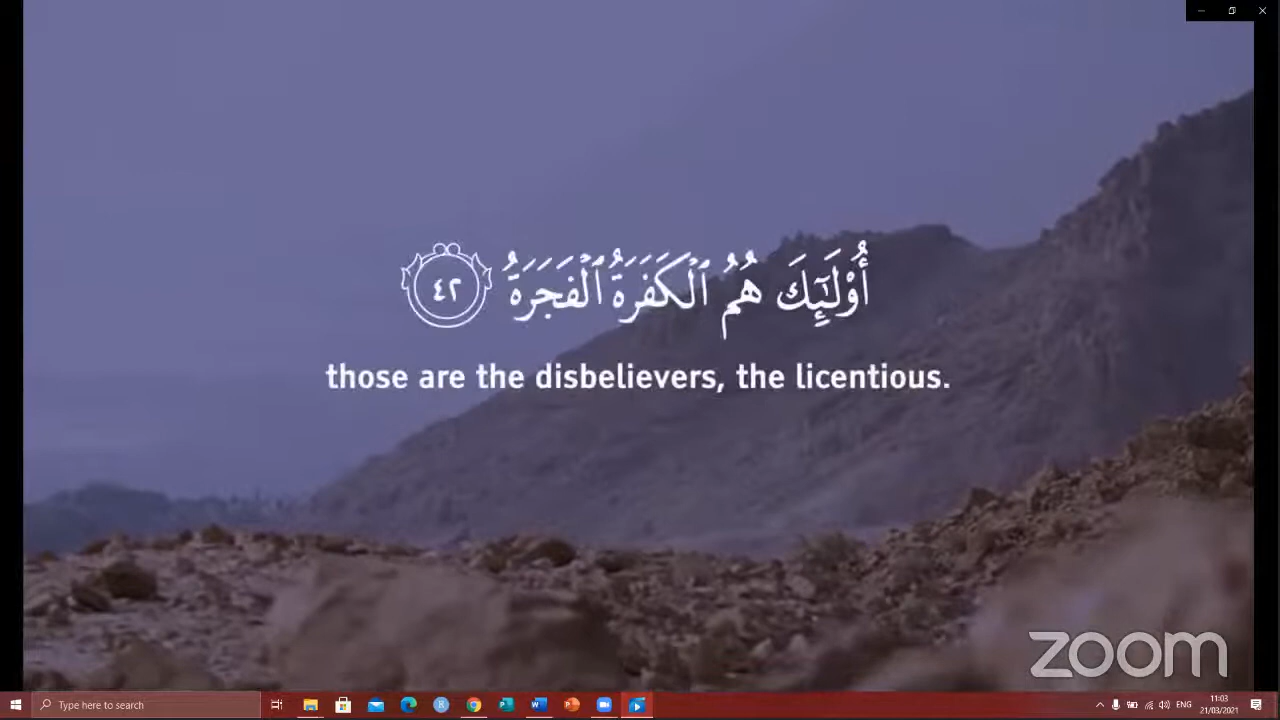 أُوْلَٰٓئِكَ هُمُ ٱلْكَفَرَةُ ٱلْفَجَرَةُ ٤٢
those are the disbelievers, the licentious.
zoom
Type here to search
ENG
11:03
21/03/2021